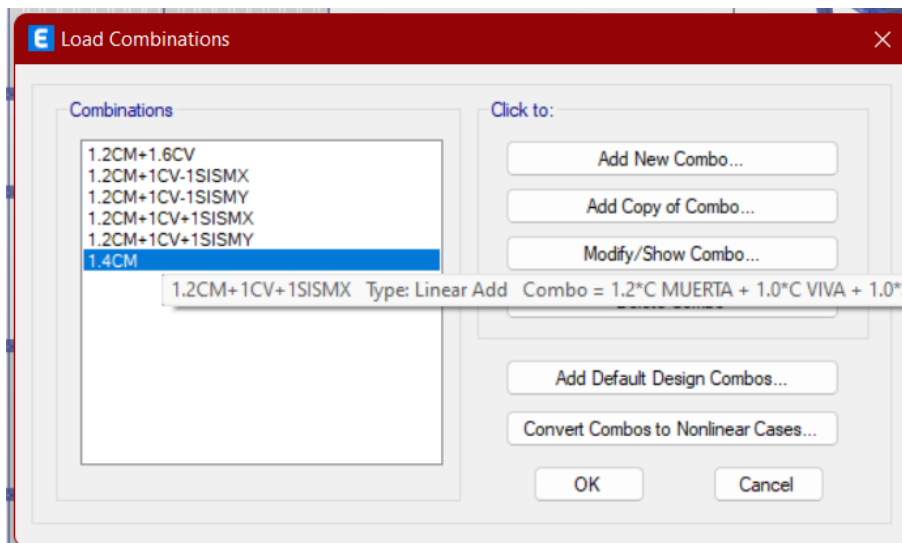 E Load Combinations
Combinations
1.2CM+1.6CV
1.2CM+1CV-1SISMX
1.2CM+1CV-1SISMY
1.2CM+1CV+1SISMX
1.2CM+1CV+1SISMY
1.4CM
Click to:
Add New Combo...
Add Copy of Combo...
Modify/Show Combo...
1.2CM+1CV+1SISMX Type: Linear Add Combo = 1.2*C MUERTA + 1.0*C VIVA + 1.0*
Add Default Design Combos...
Convert Combos to Nonlinear Cases...
OK
Cancel